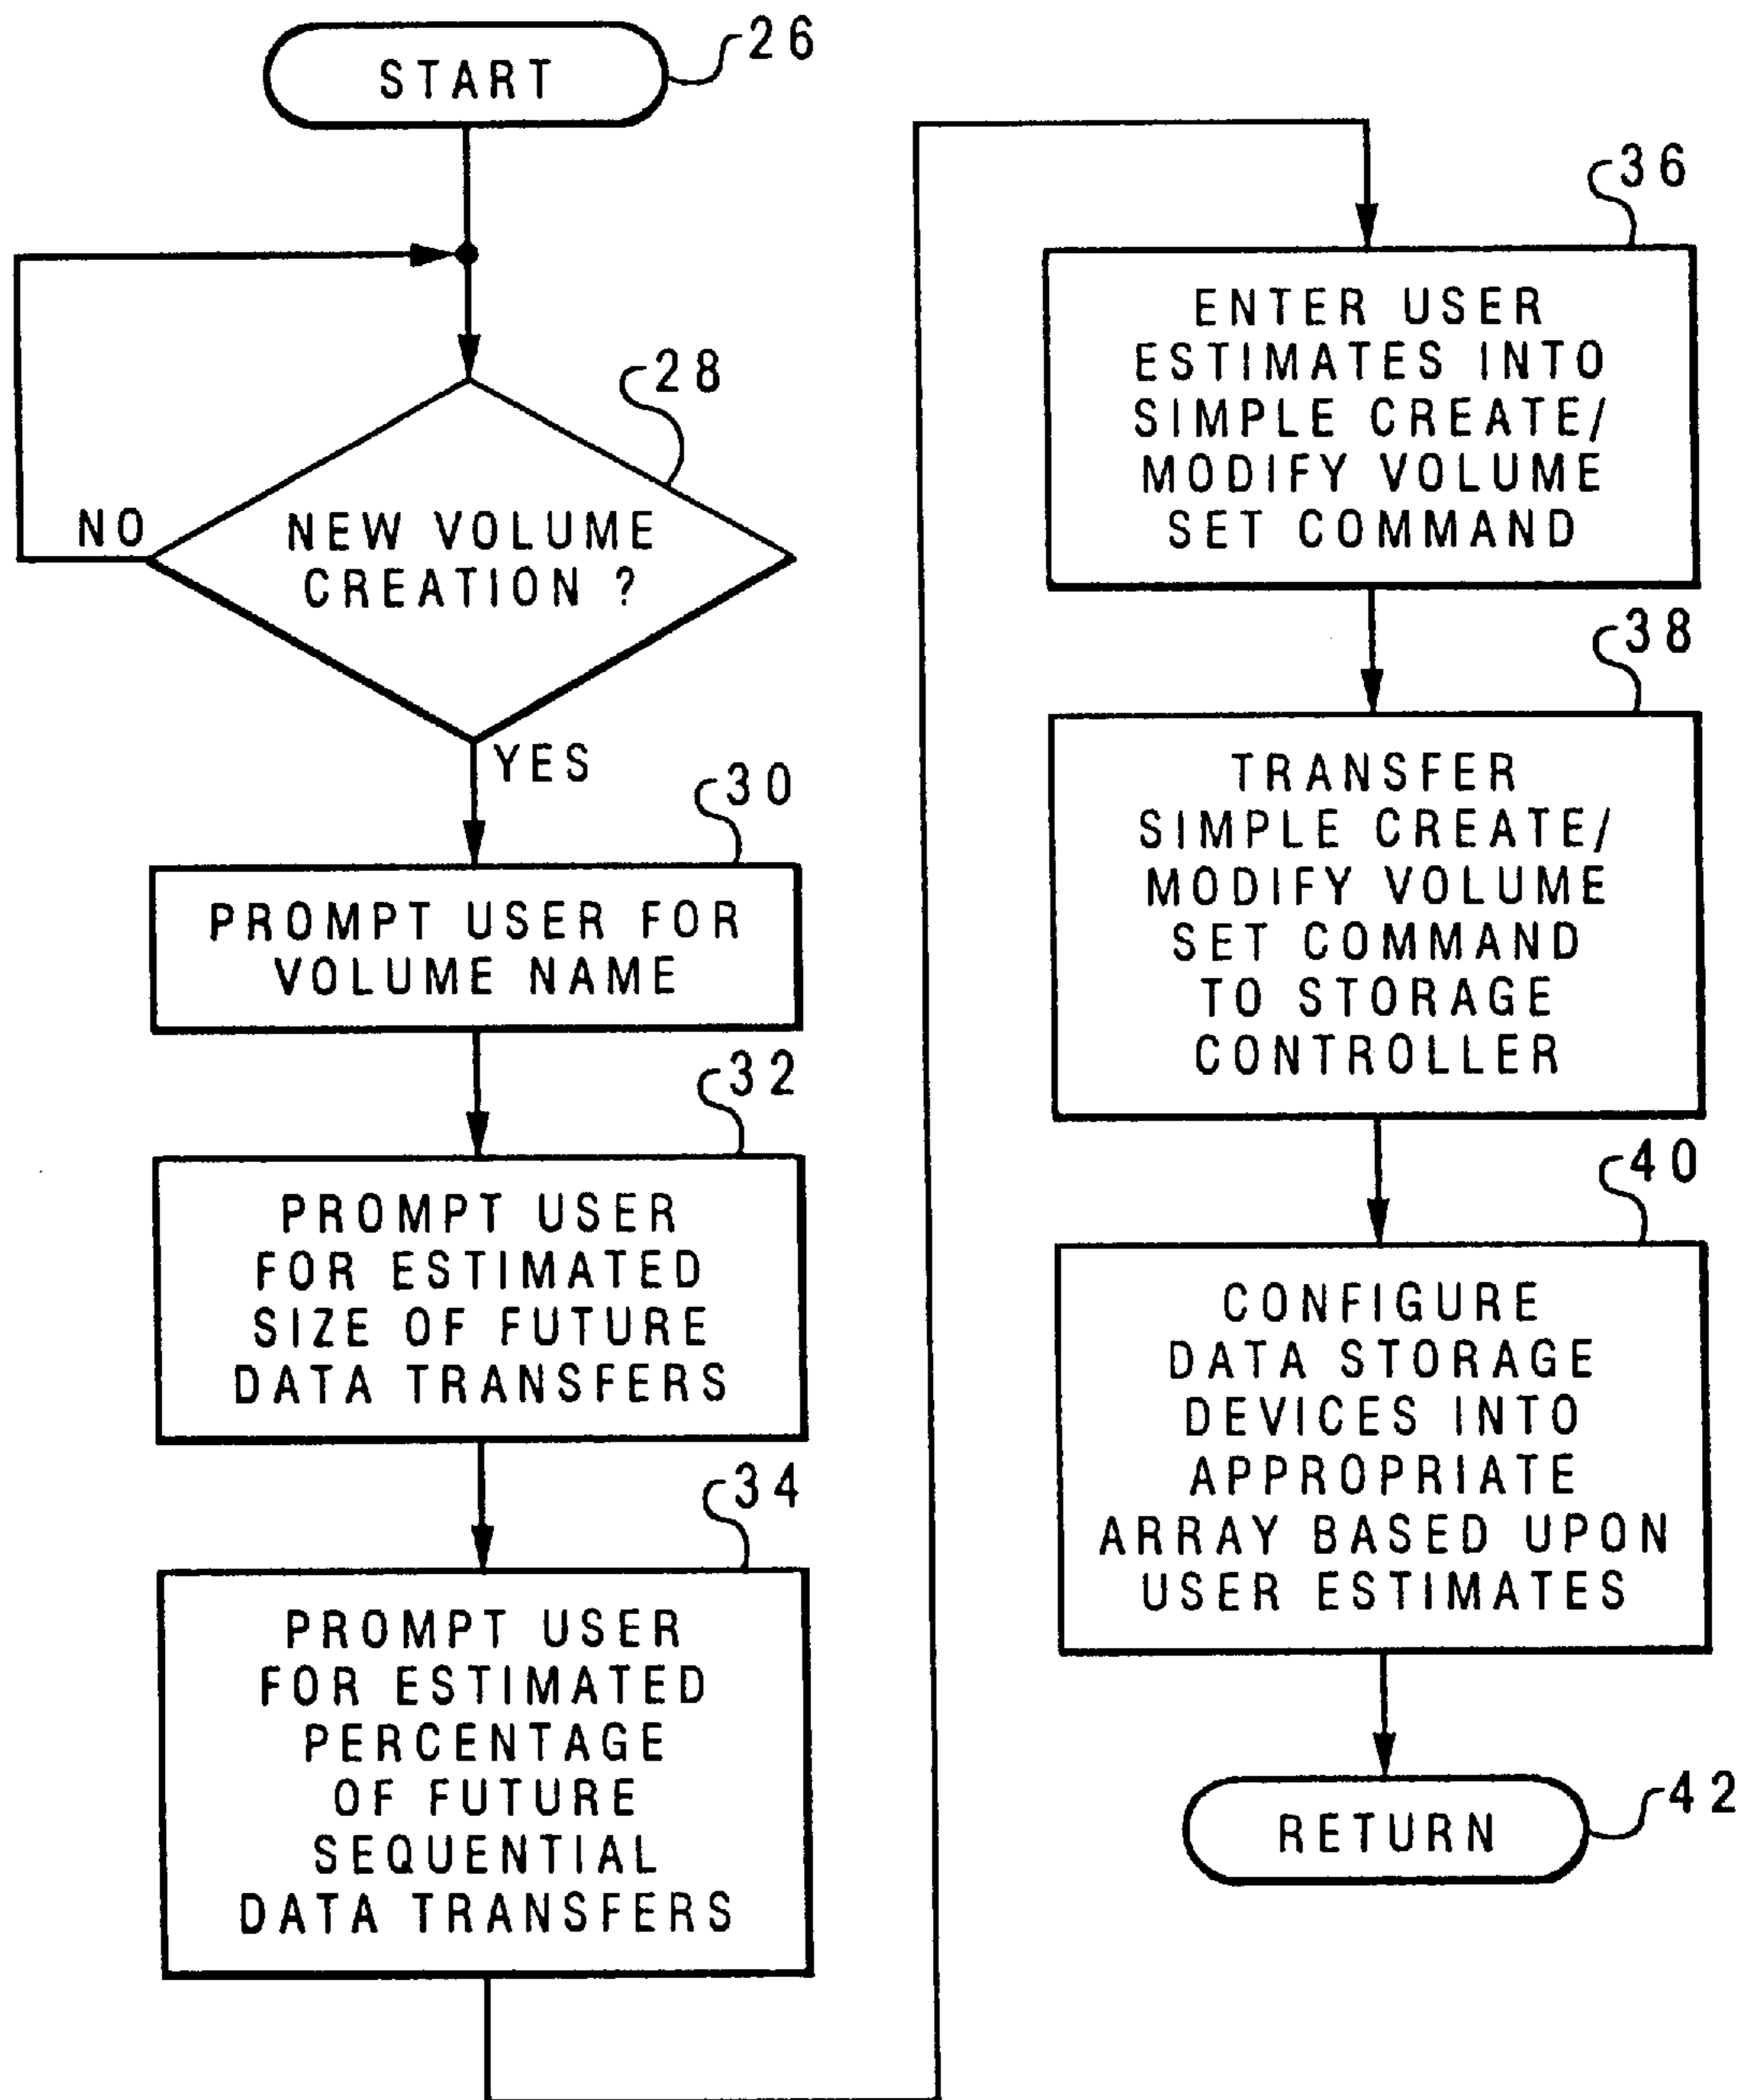 START
26
28
NEW VOLUME
CREATION ?
NO
YES
30
PROMPT USER FOR
VOLUME NAME
32
PROMPT USER
FOR ESTIMATED
SIZE OF FUTURE
DATA TRANSFERS
34
PROMPT USER
FOR ESTIMATED
PERCENTAGE
OF FUTURE
SEQUENTIAL
DATA TRANSFERS
36
ENTER USER
ESTIMATES INTO
SIMPLE CREATE/
MODIFY VOLUME
SET COMMAND
38
TRANSFER
SIMPLE CREATE/
MODIFY VOLUME
SET COMMAND
TO STORAGE
CONTROLLER
40
CONFIGURE
DATA STORAGE
DEVICES INTO
APPROPRIATE
ARRAY BASED UPON
USER ESTIMATES
RETURN
42